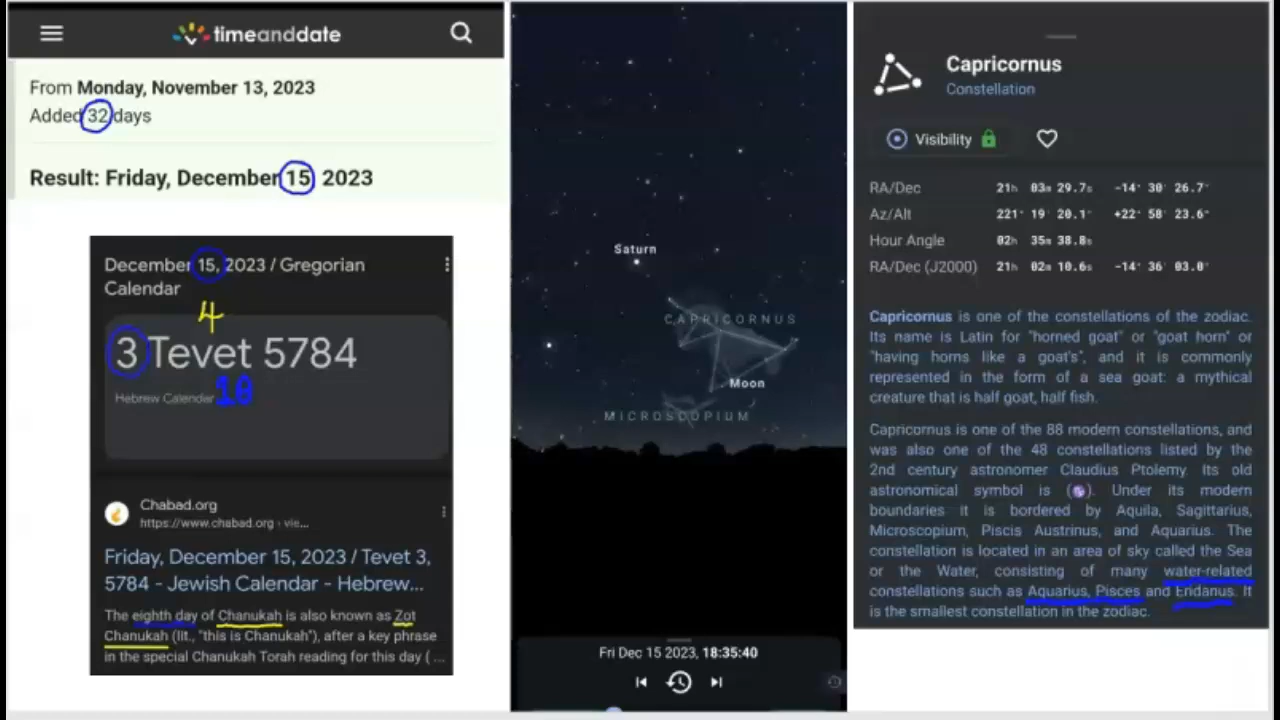 timeanddate
From Monday, November 13, 2023
Added 32 days
Result: Friday, December 15, 2023
December 15, 2023 / Gregorian
Calendar
4
3 Tevet 5784
Hebrew Calendar 10
Chabad.org
https://www.chabad.org › vie...
Friday, December 15, 2023 / Tevet 3,
5784 - Jewish Calendar - Hebrew...
The eighth day of Chanukah is also known as Zot
Chanukah (lit., "this is Chanukah"), after a key phrase
in the special Chanukah Torah reading for this day ( ...
Saturn
CAPRICORNUS
Moon
MICROSCOPIUM
Fri Dec 15 2023, 18:35:40
Capricornus
Constellation
Visibility
RA/Dec 21h 03m 29.7s -14° 30' 26.7"
Az/Alt 221° 19' 20.1" +22° 58' 23.6"
Hour Angle 02h 35m 38.8s
RA/Dec (J2000) 21h 02m 10.6s -14° 36' 03.0"
Capricornus is one of the constellations of the zodiac.
Its name is Latin for "horned goat" or "goat horn" or
"having horns like a goat's", and it is commonly
represented in the form of a sea goat: a mythical
creature that is half goat, half fish.
Capricornus is one of the 88 modern constellations, and
was also one of the 48 constellations listed by the
2nd century astronomer Claudius Ptolemy. Its old
astronomical symbol is (). Under its modern
boundaries it is bordered by Aquila, Sagittarius,
Microscopium, Piscis Austrinus, and Aquarius. The
constellation is located in an area of sky called the Sea
or the Water, consisting of many water-related
constellations such as Aquarius, Pisces and Eridanus. It
is the smallest constellation in the zodiac.